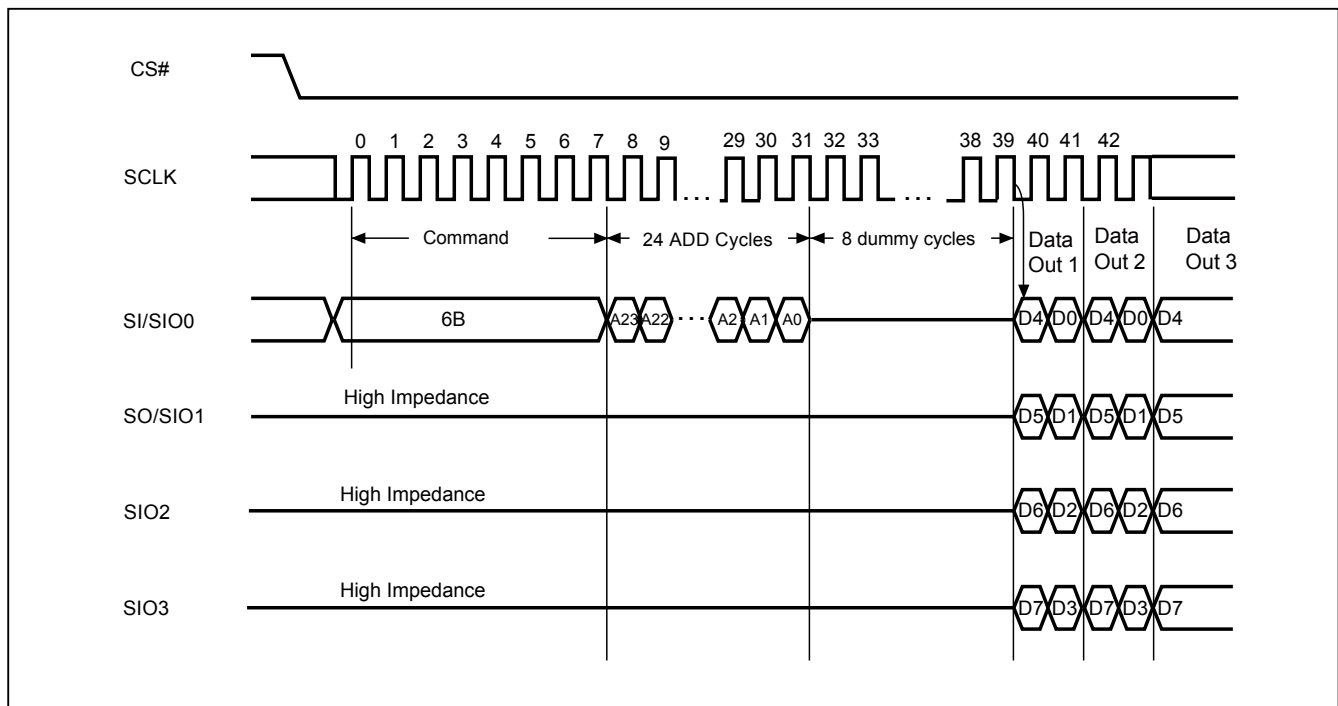 CS#
0 1 2 3 4 5 6 7 8 9 29 30 31 32 33 38 39 40 41 42
SCLK
. . . . . .
Command 24 ADD Cycles 8 dummy cycles Data Out 1 Data Out 2 Data Out 3
SI/SIO0 6B A23 A22 . . . A2 A1 A0 D4 D0 D4 D0 D4
High Impedance
SO/SIO1 D5 D1 D5 D1 D5
High Impedance
SIO2 D6 D2 D6 D2 D6
High Impedance
SIO3 D7 D3 D7 D3 D7